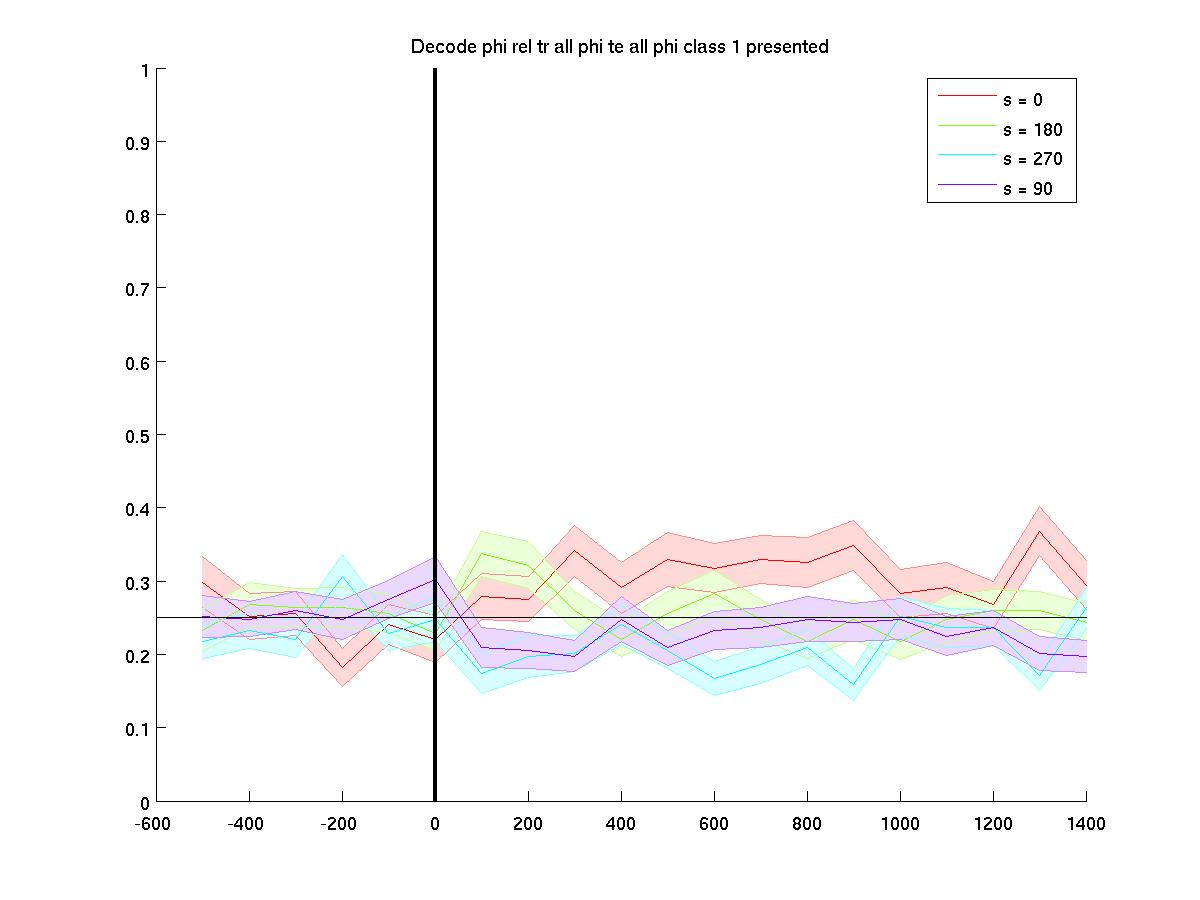 Decode phi rel tr all phi te all phi class 1 presented
s = 0
s = 180
s = 270
s = 90
1
0.9
0.8
0.7
0.6
0.5
0.4
0.3
0.2
0.1
0
-600 -400 -200 0 200 400 600 800 1000 1200 1400